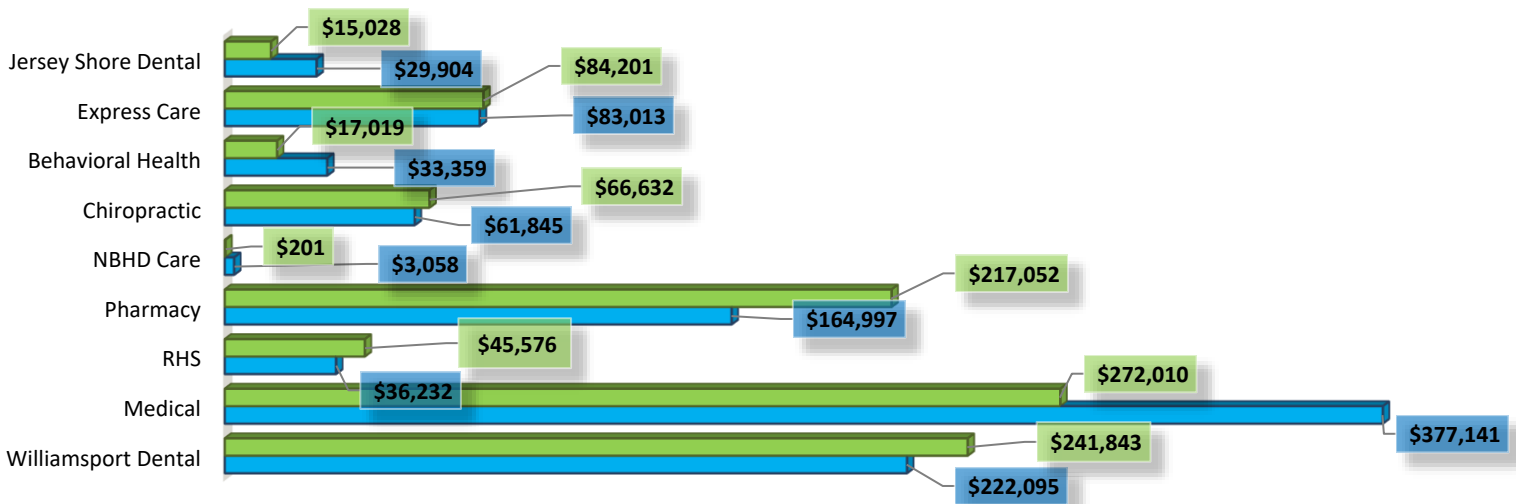 $15,028
Jersey Shore Dental
$29,904
$84,201
Express Care
$83,013
$17,019
Behavioral Health
$33,359
$66,632
Chiropractic
$61,845
$201
NBHD Care
$3,058
$217,052
Pharmacy
$164,997
$45,576
RHS
$36,232
$272,010
Medical
$377,141
$241,843
Williamsport Dental
$222,095